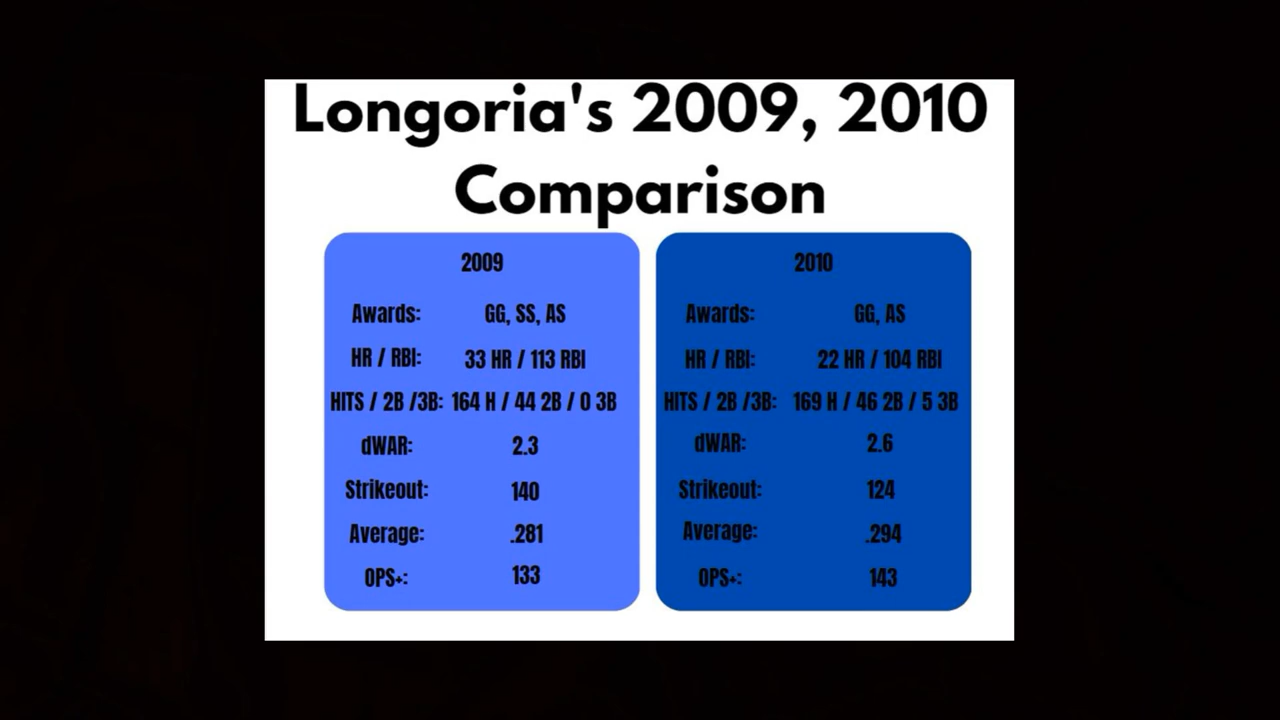 Longoria's 2009, 2010
Comparison
2009
Awards: GG, SS, AS
HR / RBI: 33 HR / 113 RBI
HITS / 2B /3B: 164 H / 44 2B / 0 3B
dWAR: 2.3
Strikeout: 140
Average: .281
OPS+: 133
2010
Awards: GG, AS
HR / RBI: 22 HR / 104 RBI
HITS / 2B /3B: 169 H / 46 2B / 5 3B
dWAR: 2.6
Strikeout: 124
Average: .294
OPS+: 143